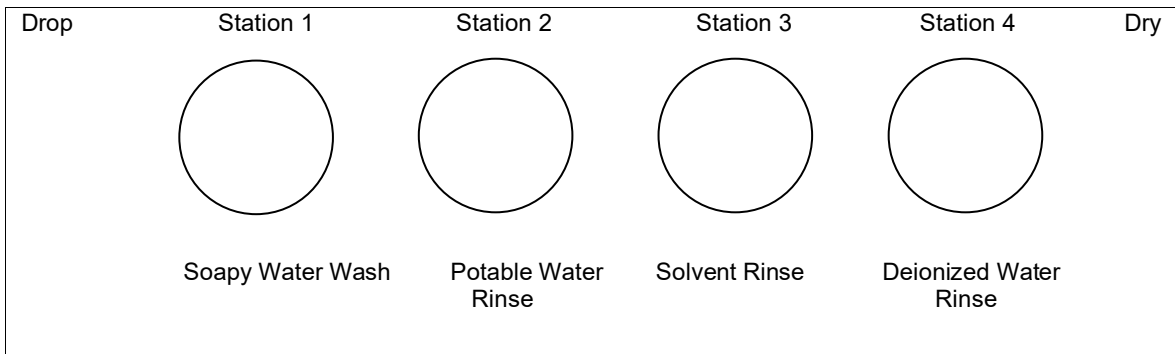 Drop Station 1 Station 2 Station 3 Station 4 Dry
Soapy Water Wash Potable Water Solvent Rinse Deionized Water
Rinse Rinse